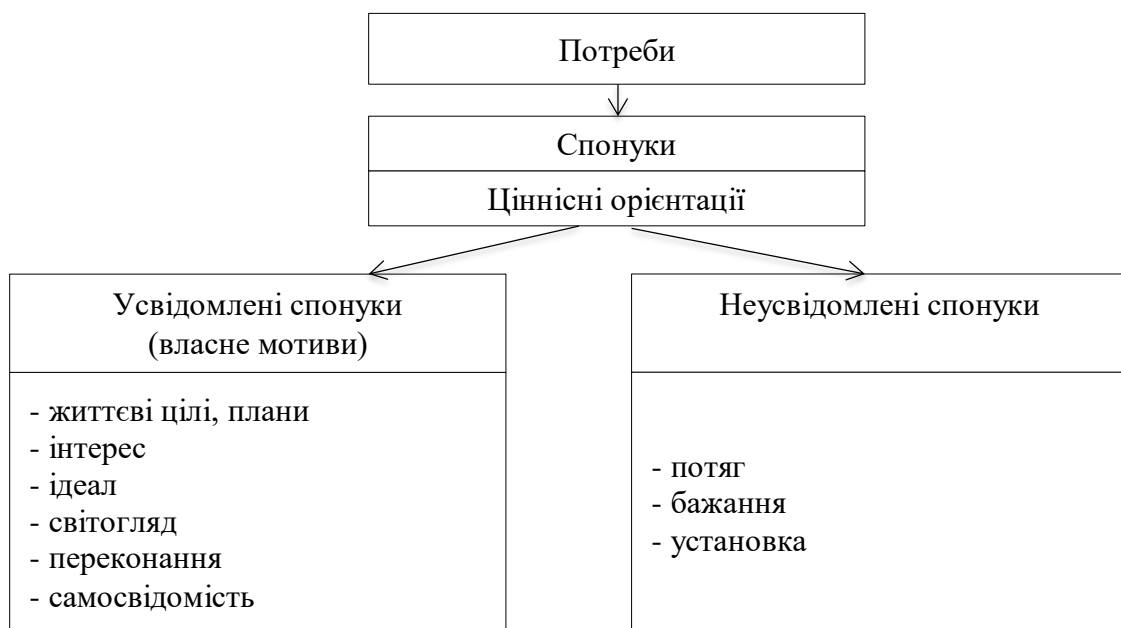 Потреби
Спонуки
Ціннісні орієнтації
Усвідомлені спонуки
(власне мотиви)
- життєві цілі, плани
- інтерес
- ідеал
- світогляд
- переконання
- самосвідомість
Неусвідомлені спонуки
- потяг
- бажання
- установка